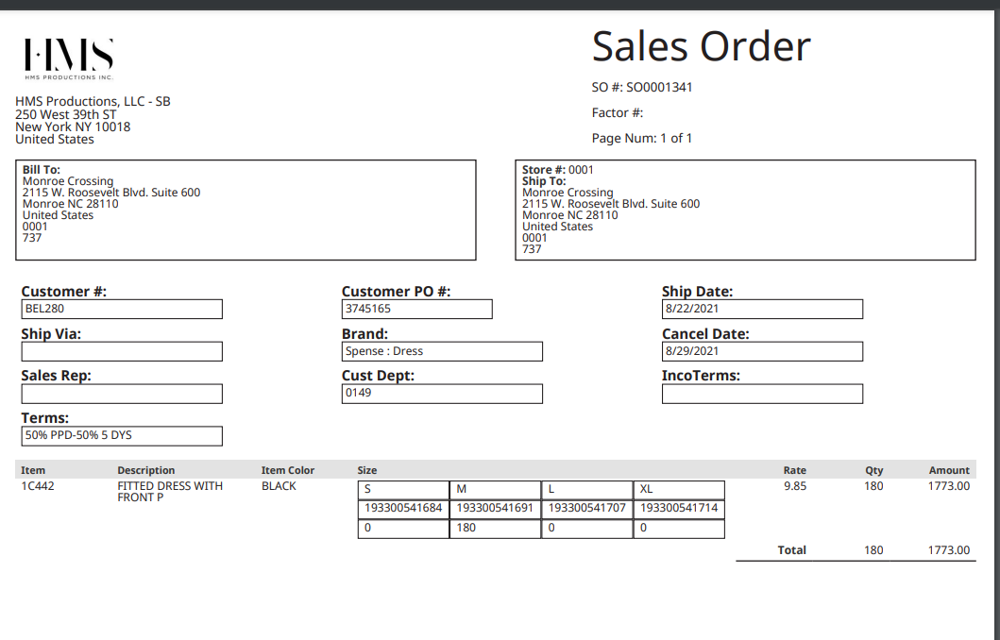 HMS
HMS PRODUCTIONS INC.
HMS Productions, LLC - SB
250 West 39th ST
New York NY 10018
United States
Sales Order
SO #: SO0001341
Factor #:
Page Num: 1 of 1
Bill To:
Monroe Crossing
2115 W. Roosevelt Blvd. Suite 600
Monroe NC 28110
United States
0001
737
Store #: 0001
Ship To:
Monroe Crossing
2115 W. Roosevelt Blvd. Suite 600
Monroe NC 28110
United States
0001
737
Customer #: Customer PO #: Ship Date:
BEL280 3745165 8/22/2021
Ship Via: Brand: Cancel Date:
Spense : Dress 8/29/2021
Sales Rep: Cust Dept: IncoTerms:
0149
Terms:
50% PPD-50% 5 DYS
Item Description Item Color Size Rate Qty Amount
1C442 FITTED DRESS WITH BLACK S M L XL 9.85 180 1773.00
FRONT P
193300541684 193300541691 193300541707 193300541714
0 180 0 0
Total 180 1773.00